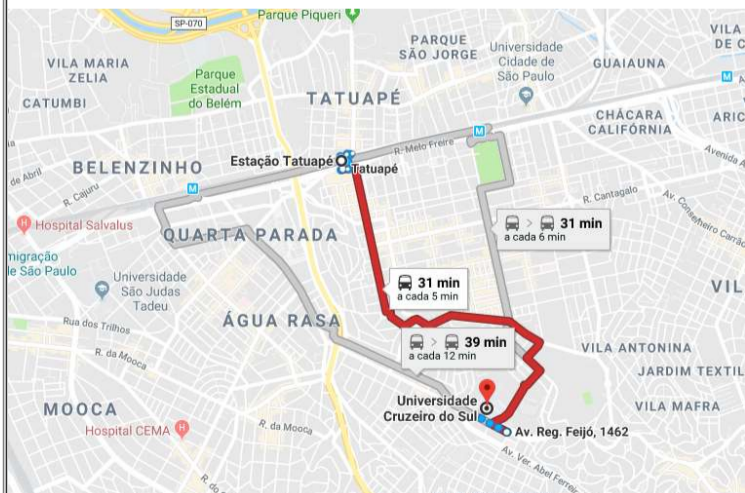 Parque Piqueri
SP-070
VILA MARIA
ZELIA
CATUMBI
Parque
Estadual
do Belém
TATUAPÉ
PARQUE
SÃO JORGE
Universidade
Cidade de
São Paulo
GUAIAUNA
VILA
DE C
M
CHÁCARA
CALIFÓRNIA
ARIC
M
R. Melo Freire
Avenida A
Estação Tatuapé
Tatuapé
BELENZINHO
de Abril
M
R. Cajuru
R. Cantagalo
Av. Conselheiro Carrão
H Hospital Salvalus
QUARTA PARADA
31 min
a cada 6 min
migração
le São Paulo
Universidade
São Judas
Tadeu
31 min
a cada 5 min
VIL
Rua dos Trilhos
ÁGUA RASA
39 min
a cada 12 min
R. da Mooca
VILA ANTONINA
JARDIM TEXTIL
MOOCA
Universidade
Cruzeiro do Sul
VILA MAFRA
Hospital CEMA H
R. da Mooca
Av. Reg. Feijó, 1462
Av. Ver. Abel Ferreira